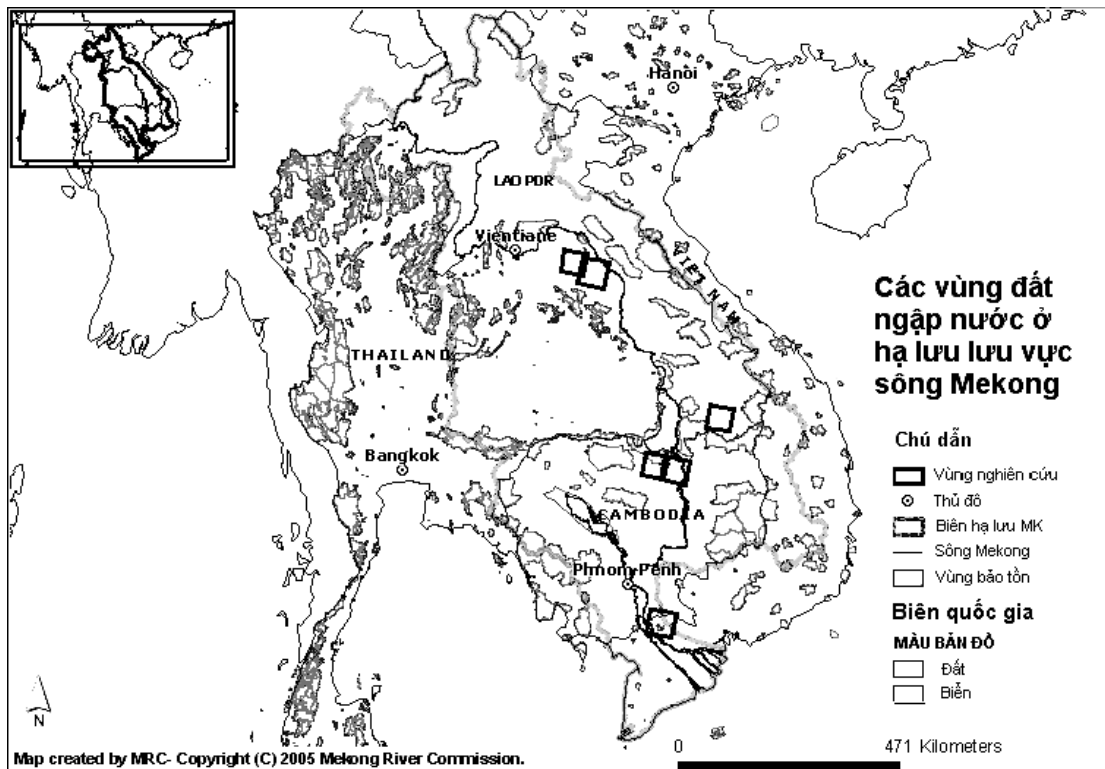 Hanoi
LAO PDR
Vientiane
VIET NAM
THAILAND
Bangkok
CAMBODIA
Phnom Penh
Các vùng đất
ngập nước ở
hạ lưu lưu vực
sông Mekong
Chú dẫn
Vùng nghiên cứu
Thủ đô
Biên hạ lưu MK
Sông Mekong
Vùng bảo tồn
Biên quốc gia
MÀU BẢN ĐỒ
Đất
Biển
N
0 471 Kilometers
Map created by MRC- Copyright (C) 2005 Mekong River Commission.